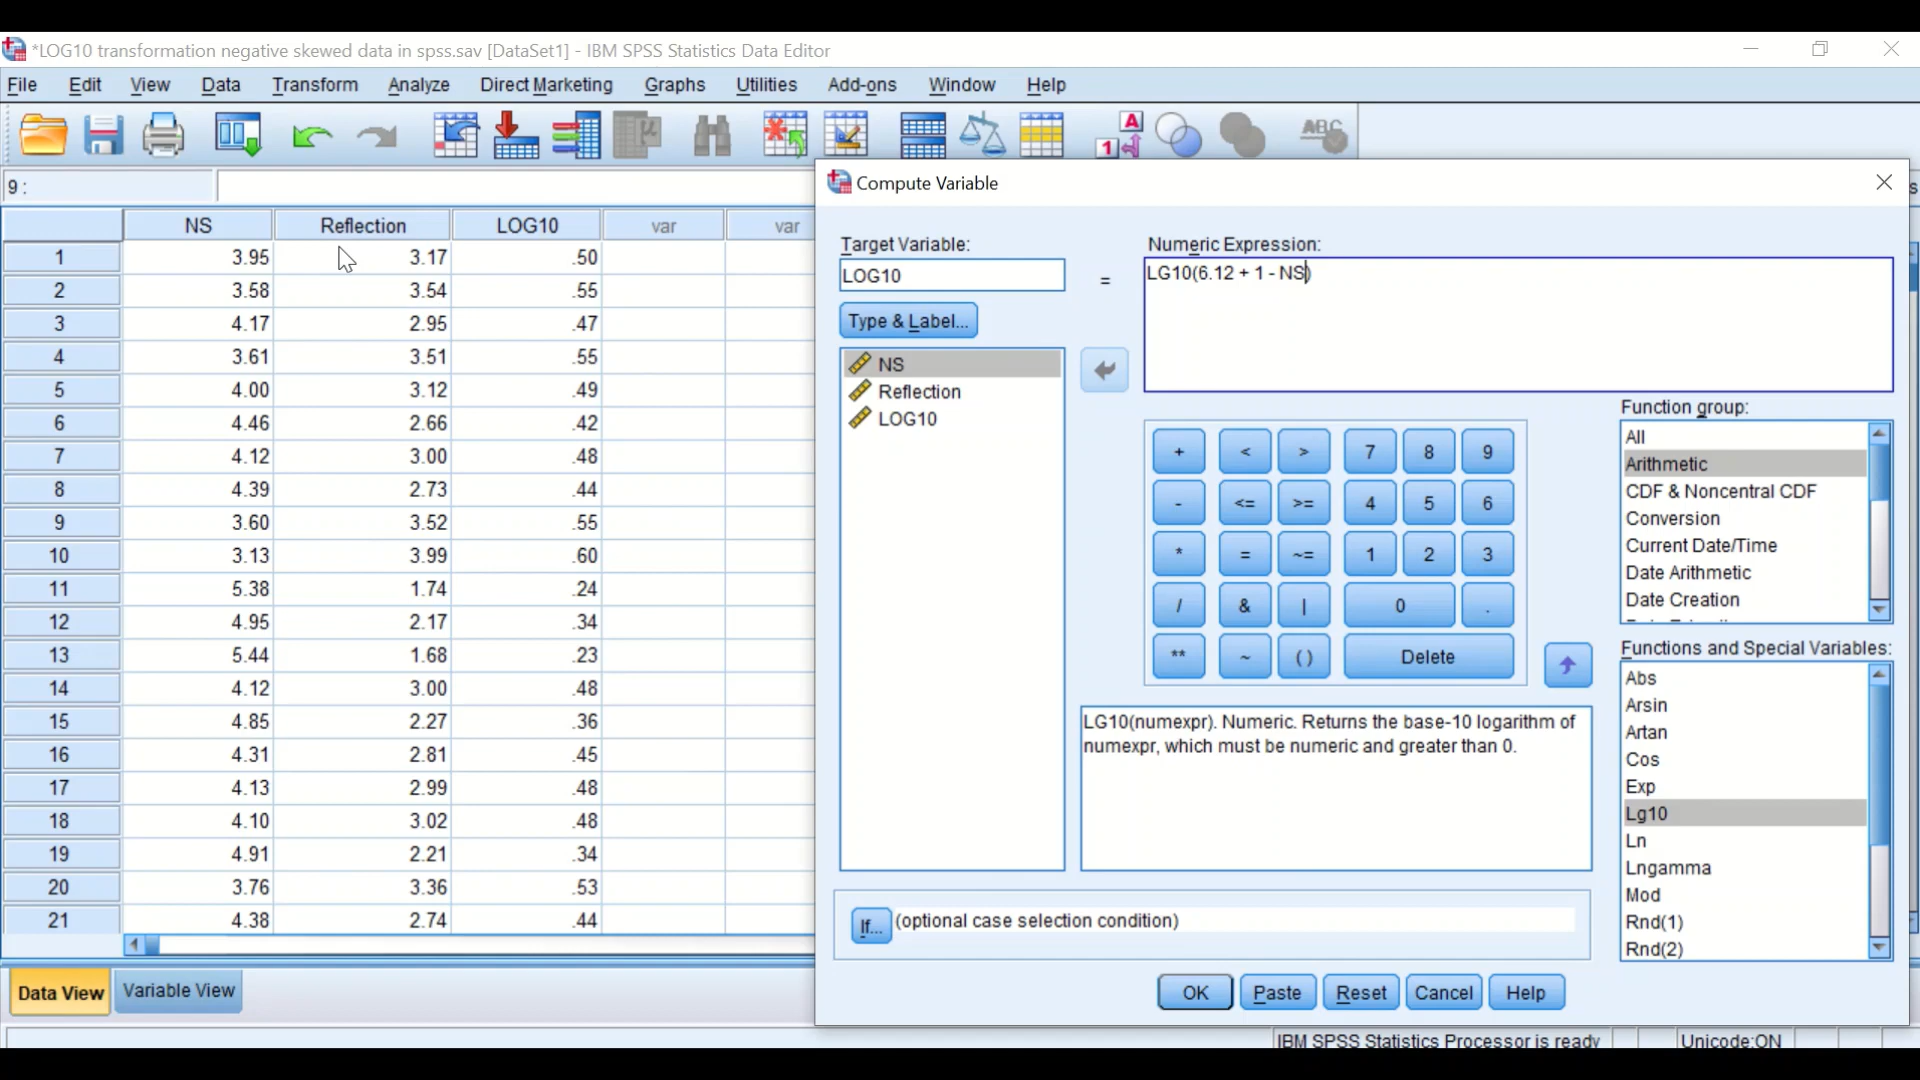 *LOG10 transformation negative skewed data in spss.sav [DataSet1] - IBM SPSS Statistics Data Editor
File Edit View Data Transform Analyze Direct Marketing Graphs Utilities Add-ons Window Help
A
1
ABC
9 :
NS Reflection LOG10 var var
1 3.95 3.17 .50
2 3.58 3.54 .55
3 4.17 2.95 .47
4 3.61 3.51 .55
5 4.00 3.12 .49
6 4.46 2.66 .42
7 4.12 3.00 .48
8 4.39 2.73 .44
9 3.60 3.52 .55
10 3.13 3.99 .60
11 5.38 1.74 .24
12 4.95 2.17 .34
13 5.44 1.68 .23
14 4.12 3.00 .48
15 4.85 2.27 .36
16 4.31 2.81 .45
17 4.13 2.99 .48
18 4.10 3.02 .48
19 4.91 2.21 .34
20 3.76 3.36 .53
21 4.38 2.74 .44
Data View Variable View
Compute Variable
Target Variable:
LOG10
=
Type & Label...
NS
Reflection
LOG10
Numeric Expression:
LG10(6.12 + 1 - NS)
+ < > 7 8 9
- <= >= 4 5 6
* = ~= 1 2 3
/ & | 0 .
** ~ ( ) Delete
LG10(numexpr). Numeric. Returns the base-10 logarithm of
numexpr, which must be numeric and greater than 0.
Function group:
All
Arithmetic
CDF & Noncentral CDF
Conversion
Current Date/Time
Date Arithmetic
Date Creation
Functions and Special Variables:
Abs
Arsin
Artan
Cos
Exp
Lg10
Ln
Lngamma
Mod
Rnd(1)
Rnd(2)
If... (optional case selection condition)
OK Paste Reset Cancel Help
IBM SPSS Statistics Processor is ready Unicode:ON